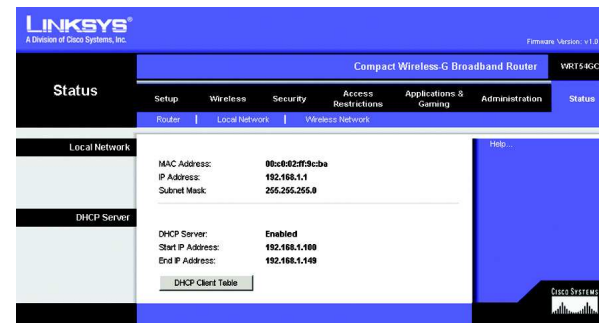 LINKSYS®
A Division of Cisco Systems, Inc.
Firmware Version: v1.0
Compact Wireless-G Broadband Router
WRT54GC
Status
Setup
Wireless
Security
Access Restrictions
Applications & Gaming
Administration
Status
Router | Local Network | Wireless Network
Local Network
Help...
MAC Address: 00:c0:02:ff:9c:ba
IP Address: 192.168.1.1
Subnet Mask: 255.255.255.0
DHCP Server
DHCP Server: Enabled
Start IP Address: 192.168.1.100
End IP Address: 192.168.1.149
DHCP Client Table
CISCO SYSTEMS